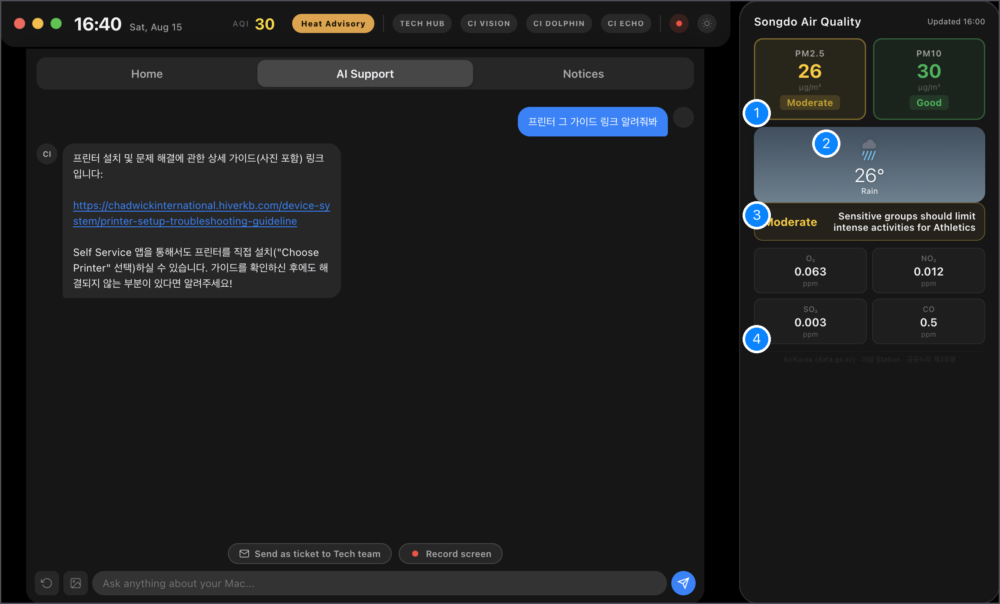 16:40 Sat, Aug 15 AQI 30 Heat Advisory TECH HUB CI VISION CI DOLPHIN CI ECHO
Home AI Support Notices
프린터 그 가이드 링크 알려줘봐
CI
프린터 설치 및 문제 해결에 관한 상세 가이드(사진 포함) 링크
입니다:
https://chadwickinternational.hiverkb.com/device-sy
stem/printer-setup-troubleshooting-guideline
Self Service 앱을 통해서도 프린터를 직접 설치("Choose
Printer" 선택)하실 수 있습니다. 가이드를 확인하신 후에도 해
결되지 않는 부분이 있다면 알려주세요!
Send as ticket to Tech team Record screen
Ask anything about your Mac...
Songdo Air Quality Updated 16:00
PM2.5 PM10
26 30
µg/m³ µg/m³
Moderate Good
1
2
26°
Rain
3
Moderate
Sensitive groups should limit
intense activities for Athletics
O₃ NO₂
0.063 0.012
ppm ppm
SO₂ CO
0.003 0.5
ppm ppm
4
AirKorea (data.go.kr) · 아암 Station · 공공누리 제3유형